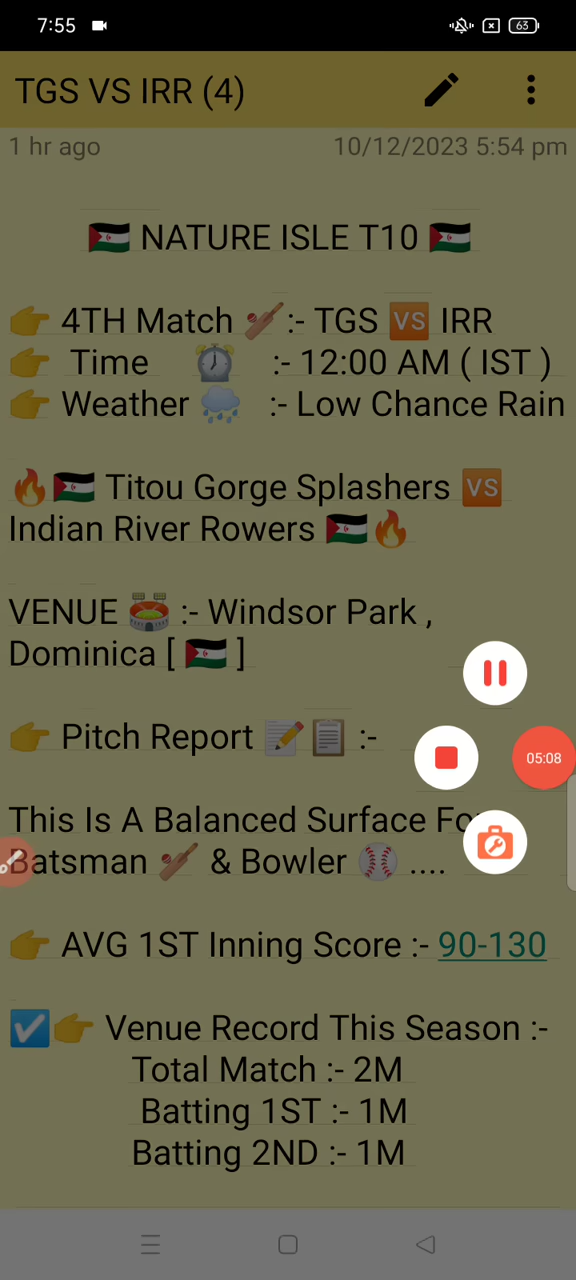 7:55
63
TGS VS IRR (4)
1 hr ago 10/12/2023 5:54 pm
🇪🇭 NATURE ISLE T10 🇪🇭
👉 4TH Match 🏏:- TGS 🆚 IRR
👉 Time ⏰ :- 12:00 AM ( IST )
👉 Weather 🌧️ :- Low Chance Rain
🔥🇪🇭 Titou Gorge Splashers 🆚
Indian River Rowers 🇪🇭🔥
VENUE 🏟️ :- Windsor Park ,
Dominica [ 🇪🇭 ]
👉 Pitch Report 📝📋 :-
05:08
This Is A Balanced Surface
Batsman 🏏 & Bowler ⚾ ....
👉 AVG 1ST Inning Score :- 90-130
☑️👉 Venue Record This Season :-
Total Match :- 2M
Batting 1ST :- 1M
Batting 2ND :- 1M